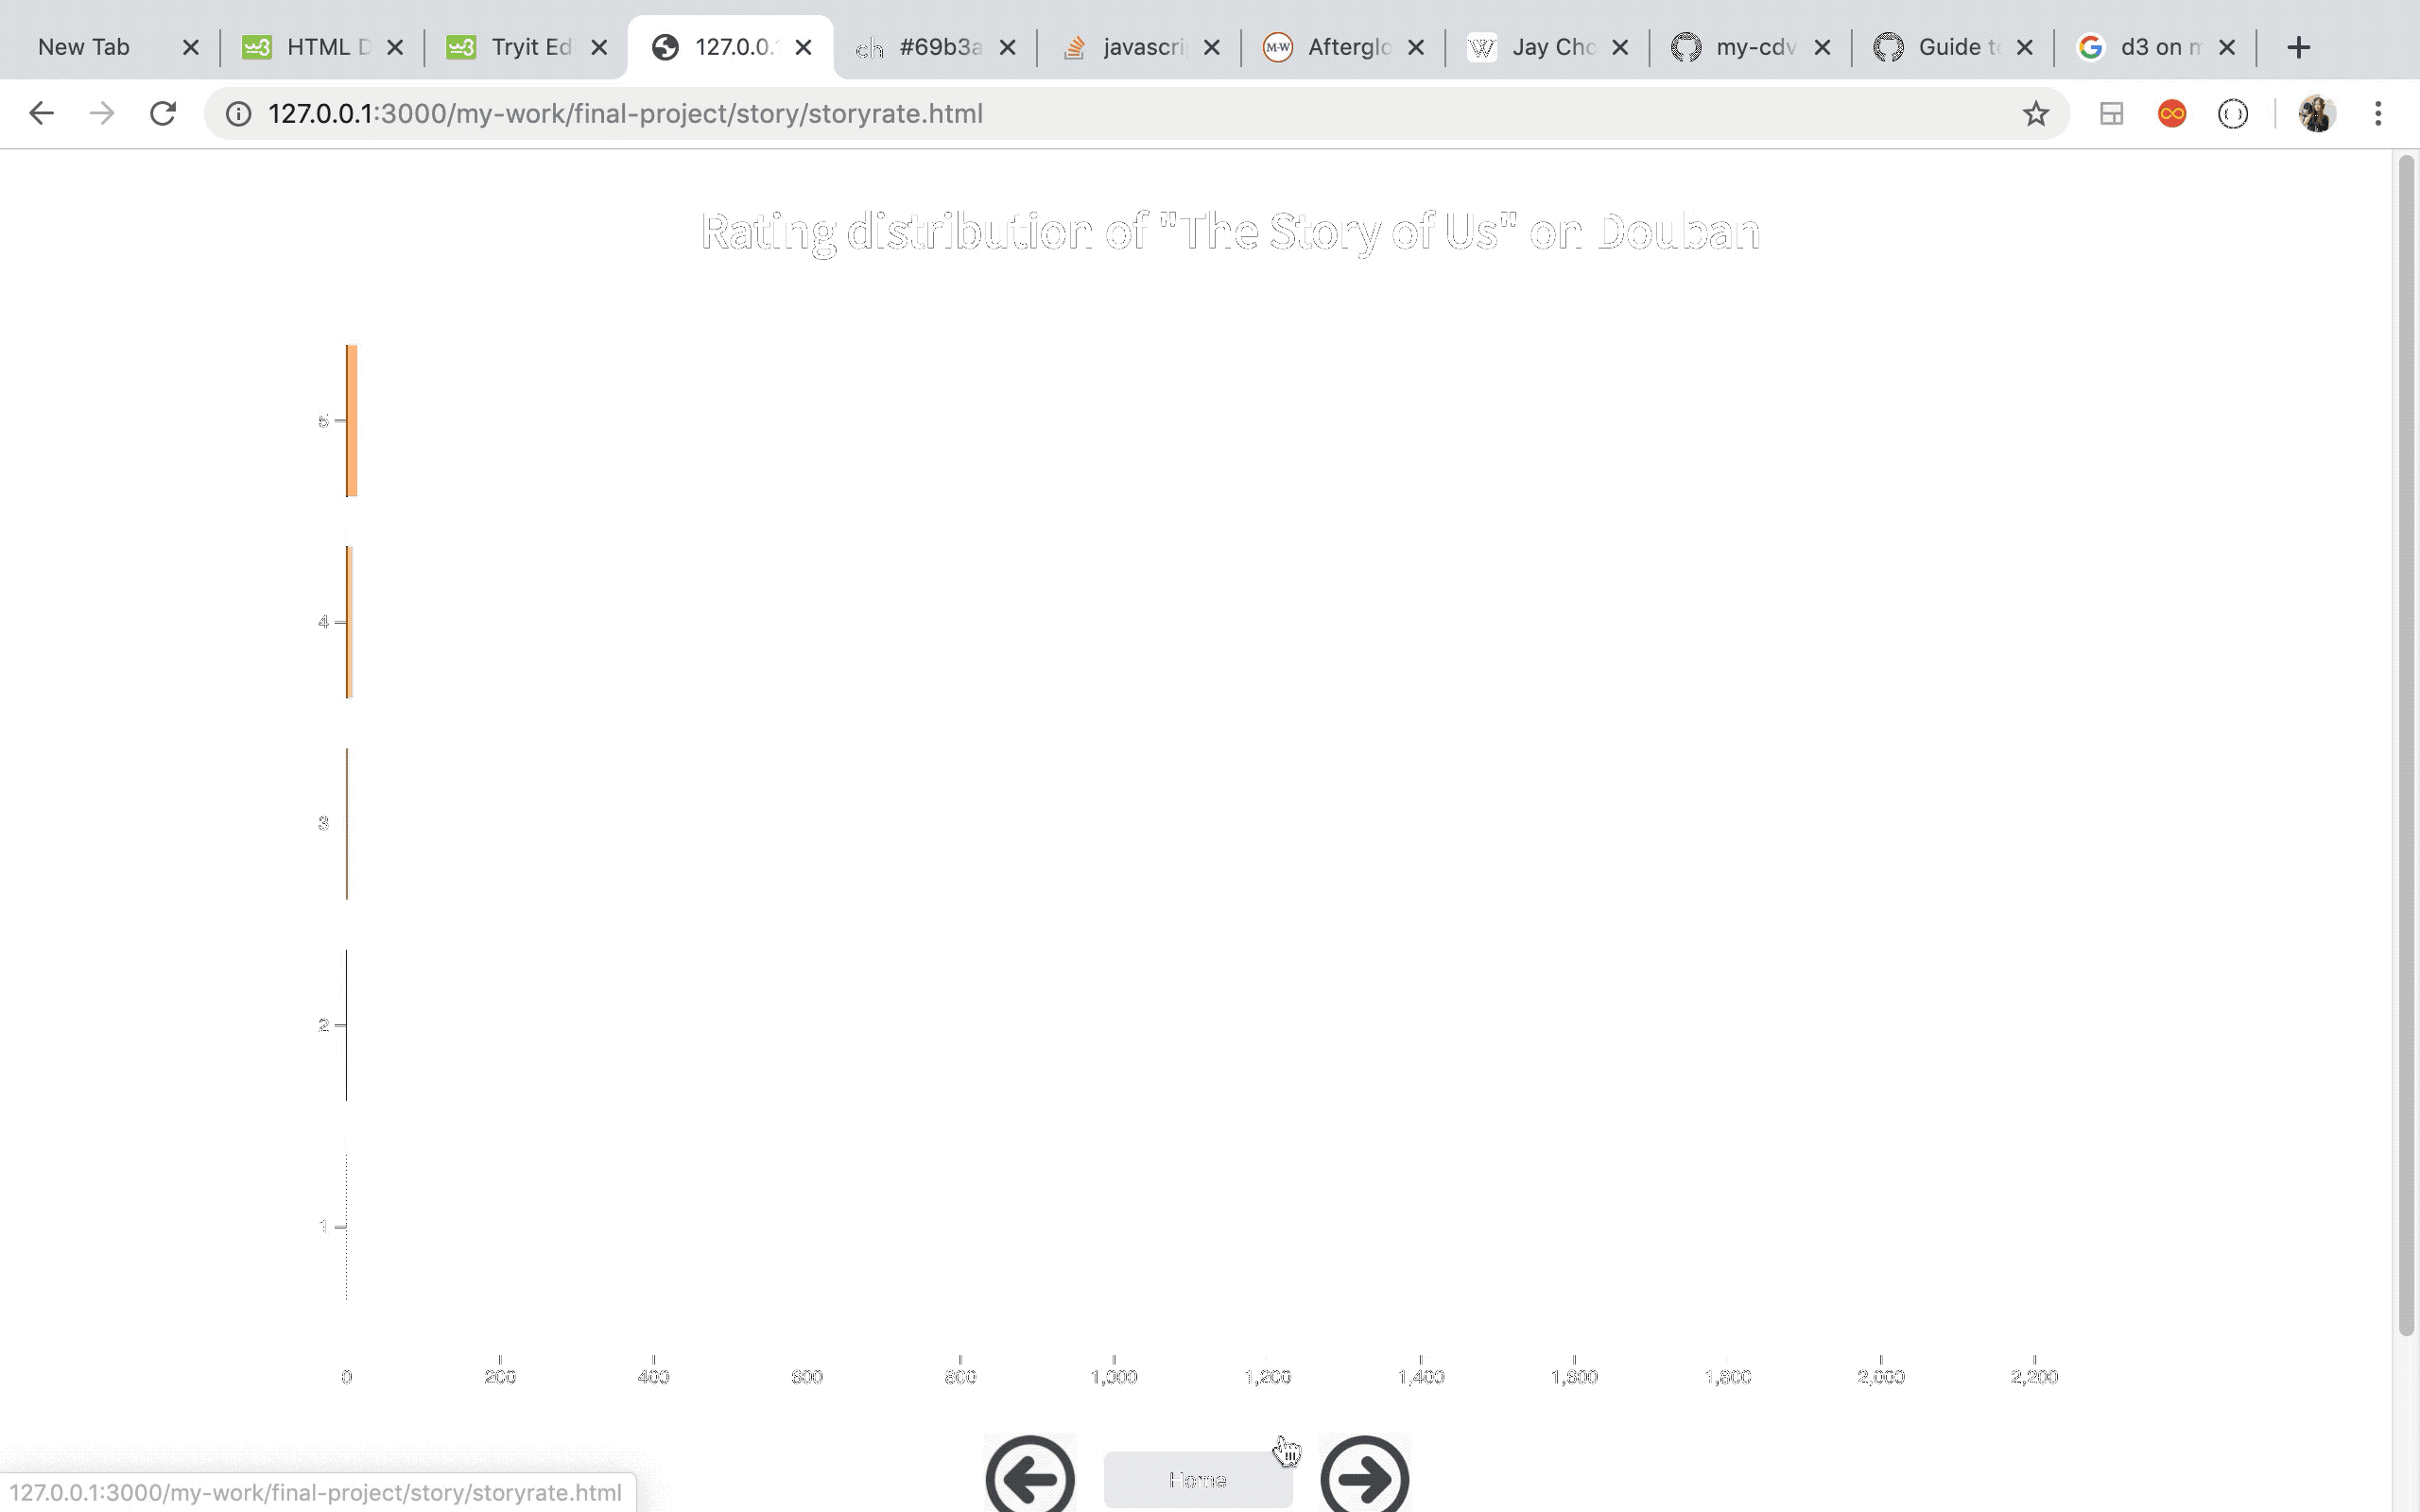 New Tab HTML D Tryit Ed 127.0.0. ch #69b3a javascri M-W Afterglo W Jay Cho my-cdv Guide t d3 on m
127.0.0.1:3000/my-work/final-project/story/storyrate.html
Rating distribution of "The Story of Us" on Douban
5
4
3
2
1
0 200 400 600 800 1,000 1,200 1,400 1,600 1,800 2,000 2,200
Home
127.0.0.1:3000/my-work/final-project/story/storyrate.html